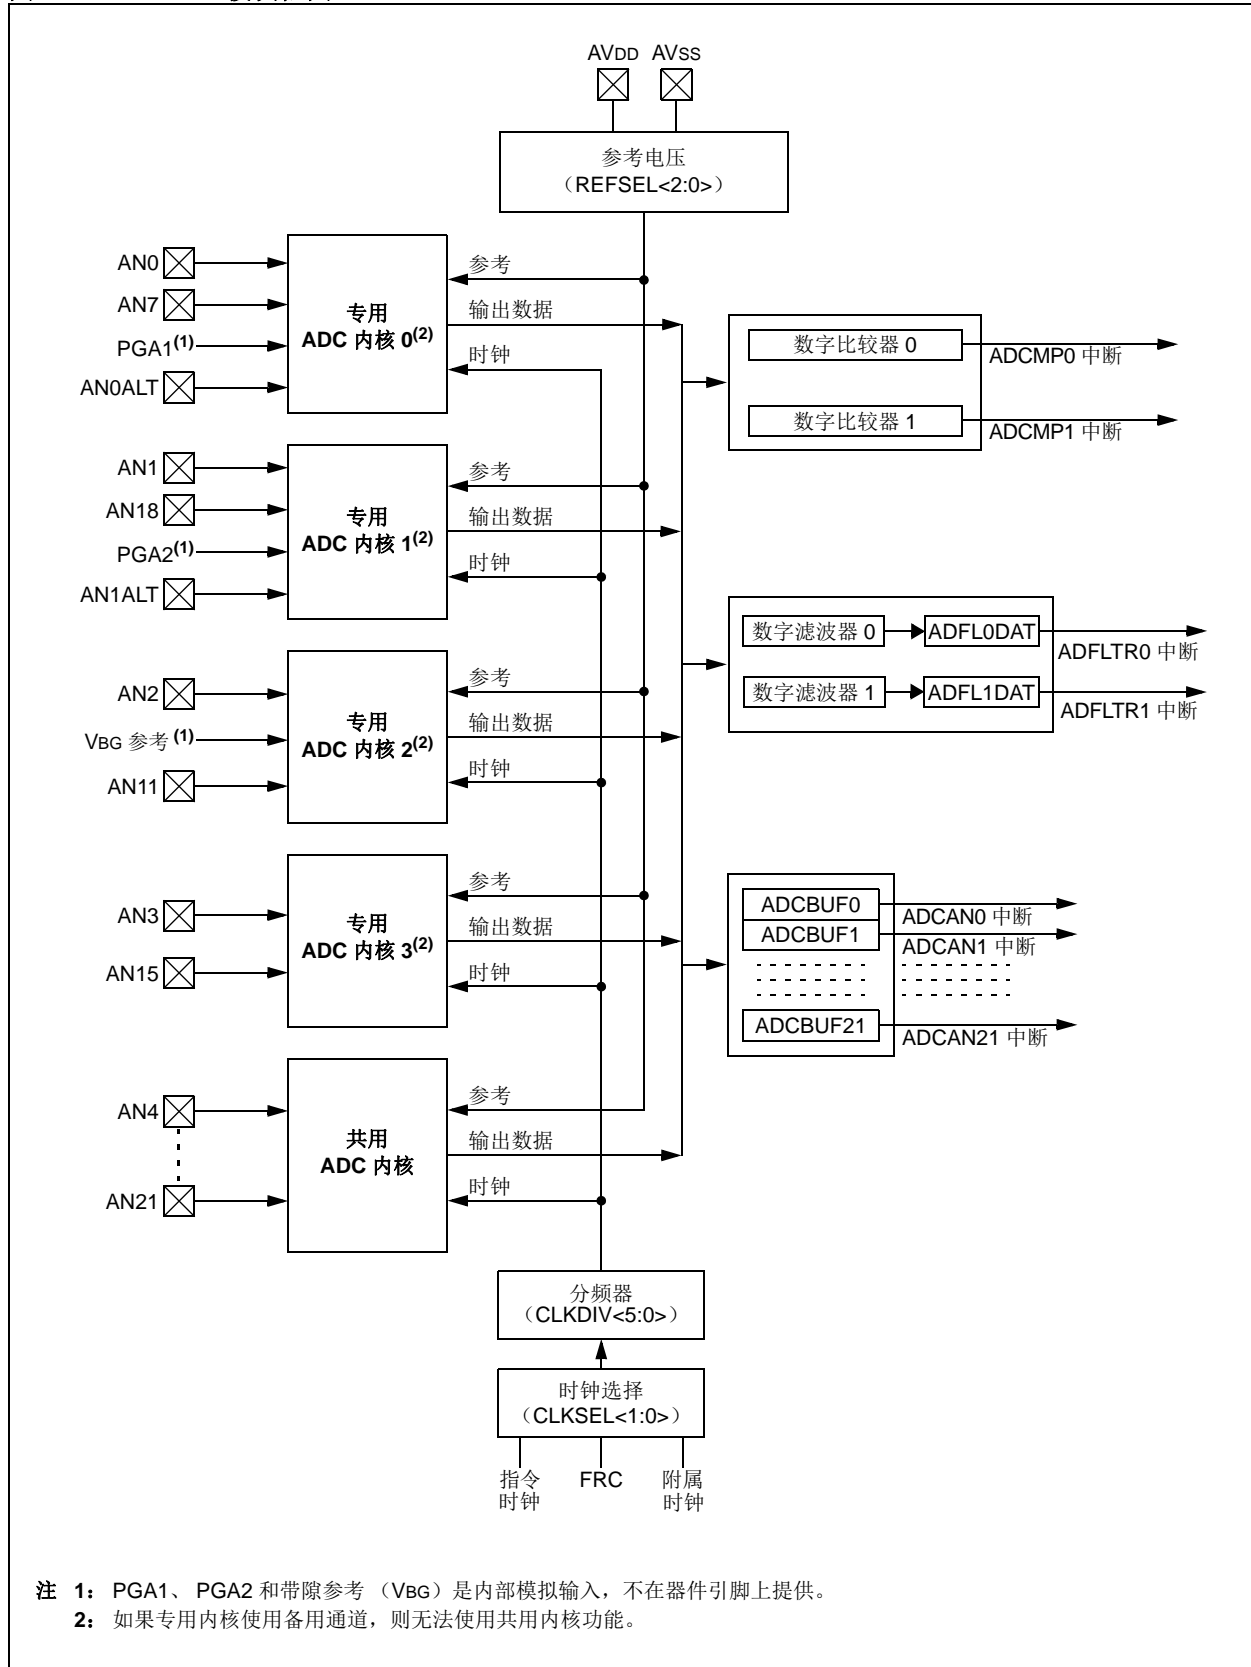 AVDD AVSS
参考电压
（REFSEL<2:0>）
AN0
AN7
PGA1(1)
AN0ALT
专用
ADC 内核 0(2)
参考
输出数据
时钟
数字比较器 0
ADCMP0 中断
数字比较器 1
ADCMP1 中断
AN1
AN18
PGA2(1)
AN1ALT
专用
ADC 内核 1(2)
参考
输出数据
时钟
数字滤波器 0
ADFL0DAT
ADFLTR0 中断
数字滤波器 1
ADFL1DAT
ADFLTR1 中断
AN2
VBG 参考 (1)
AN11
专用
ADC 内核 2(2)
参考
输出数据
时钟
AN3
AN15
专用
ADC 内核 3(2)
参考
输出数据
时钟
ADCBUF0
ADCAN0 中断
ADCBUF1
ADCAN1 中断
ADCBUF21
ADCAN21 中断
AN4
AN21
共用
ADC 内核
参考
输出数据
时钟
分频器
（CLKDIV<5:0>）
时钟选择
（CLKSEL<1:0>）
指令
时钟
FRC
附属
时钟
注 1： PGA1、 PGA2 和带隙参考 （VBG）是内部模拟输入，不在器件引脚上提供。
2： 如果专用内核使用备用通道，则无法使用共用内核功能。